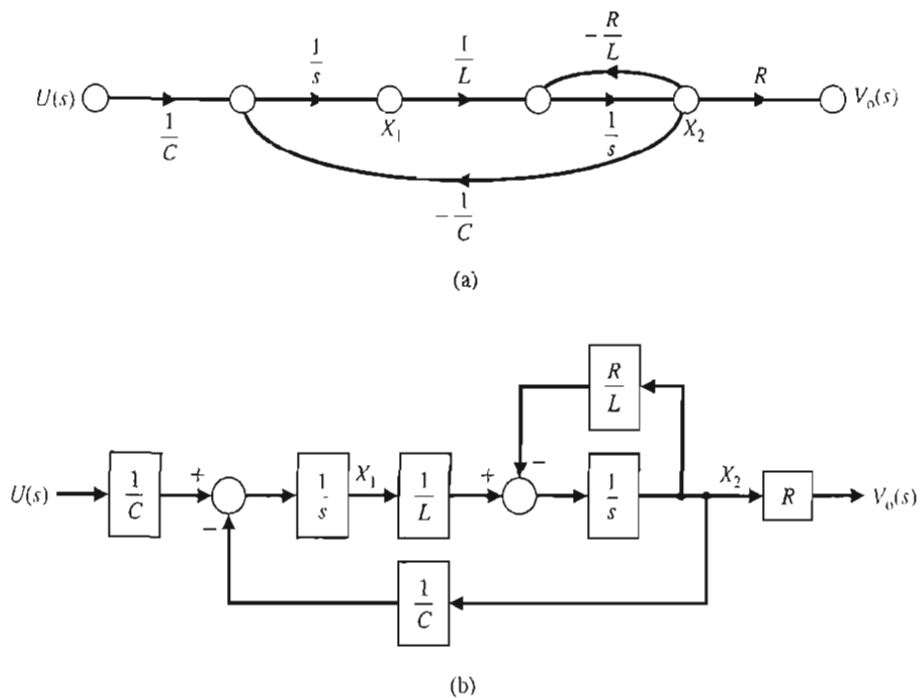 -R/L
1/s
1/L
R
U(s)
V₀(s)
1/C
X₁
1/s
X₂
-1/C
(a)
R/L
-
U(s)
1/C
+
-
1/s
X₁
1/L
+
1/s
X₂
R
V₀(s)
1/C
(b)